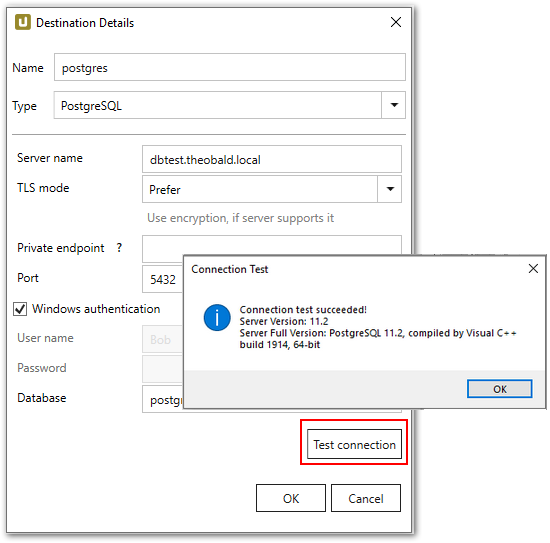 Destination Details
Name postgres
Type PostgreSQL
Server name dbtest.theobald.local
TLS mode Prefer
Use encryption, if server supports it
Private endpoint ?
Port 5432
Windows authentication
User name Bob
Password
Database
Connection Test
Connection test succeeded!
Server Version: 11.2
Server Full Version: PostgreSQL 11.2, compiled by Visual C++
build 1914, 64-bit
OK
Test connection
OK Cancel